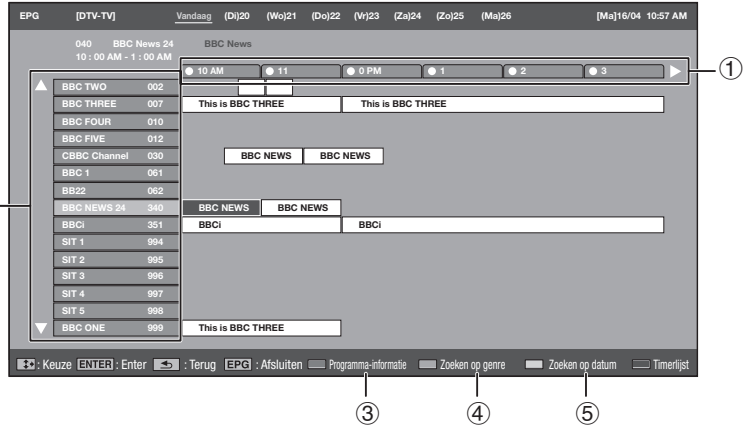 EPG [DTV-TV] Vandaag (Di)20 (Wo)21 (Do)22 (Vr)23 (Za)24 (Zo)25 (Ma)26 [Ma]16/04 10:57 AM
040 BBC News 24 BBC News
10 : 00 AM - 1 : 00 AM
10 AM 11 0 PM 1 2 3
①
BBC TWO 002
BBC THREE 007 This is BBC THREE This is BBC THREE
BBC FOUR 010
BBC FIVE 012
CBBC Channel 030 BBC NEWS BBC NEWS
BBC 1 061
BB22 062
BBC NEWS 24 340 BBC NEWS BBC NEWS
BBCi 351 BBCi BBCi
SIT 1 994
SIT 2 995
SIT 3 996
SIT 4 997
SIT 5 998
BBC ONE 999 This is BBC THREE
: Keuze ENTER : Enter : Terug EPG : Afsluiten Programma-informatie Zoeken op genre Zoeken op datum Timerlijst
③ ④ ⑤